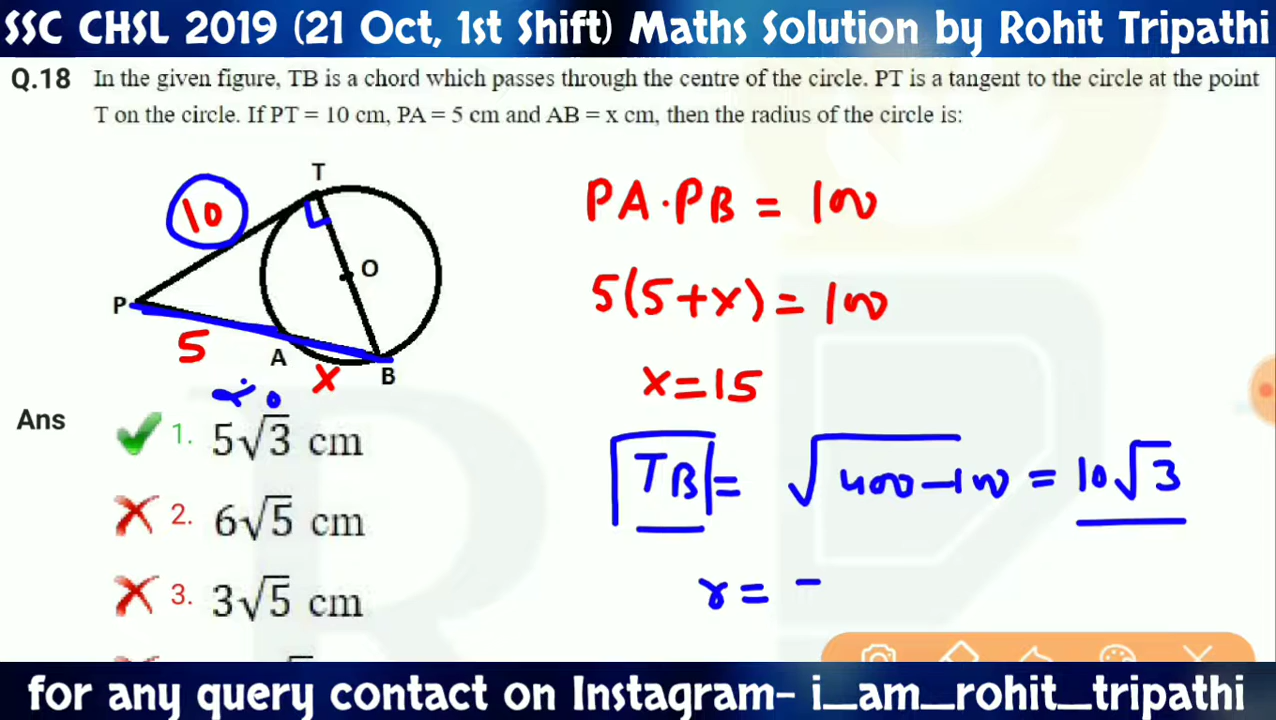 SSC CHSL 2019 (21 Oct, 1st Shift) Maths Solution by Rohit Tripathi
Q.18 In the given figure, TB is a chord which passes through the centre of the circle. PT is a tangent to the circle at the point
T on the circle. If PT = 10 cm, PA = 5 cm and AB = x cm, then the radius of the circle is:
T
10
O
P
5
A
x
B
PA·PB = 100
5(5+x) = 100
x=15
TB = √400-100 = 10√3
r =
Ans
1. 5√3 cm
2. 6√5 cm
3. 3√5 cm
for any query contact on Instagram- i_am_rohit_tripathi